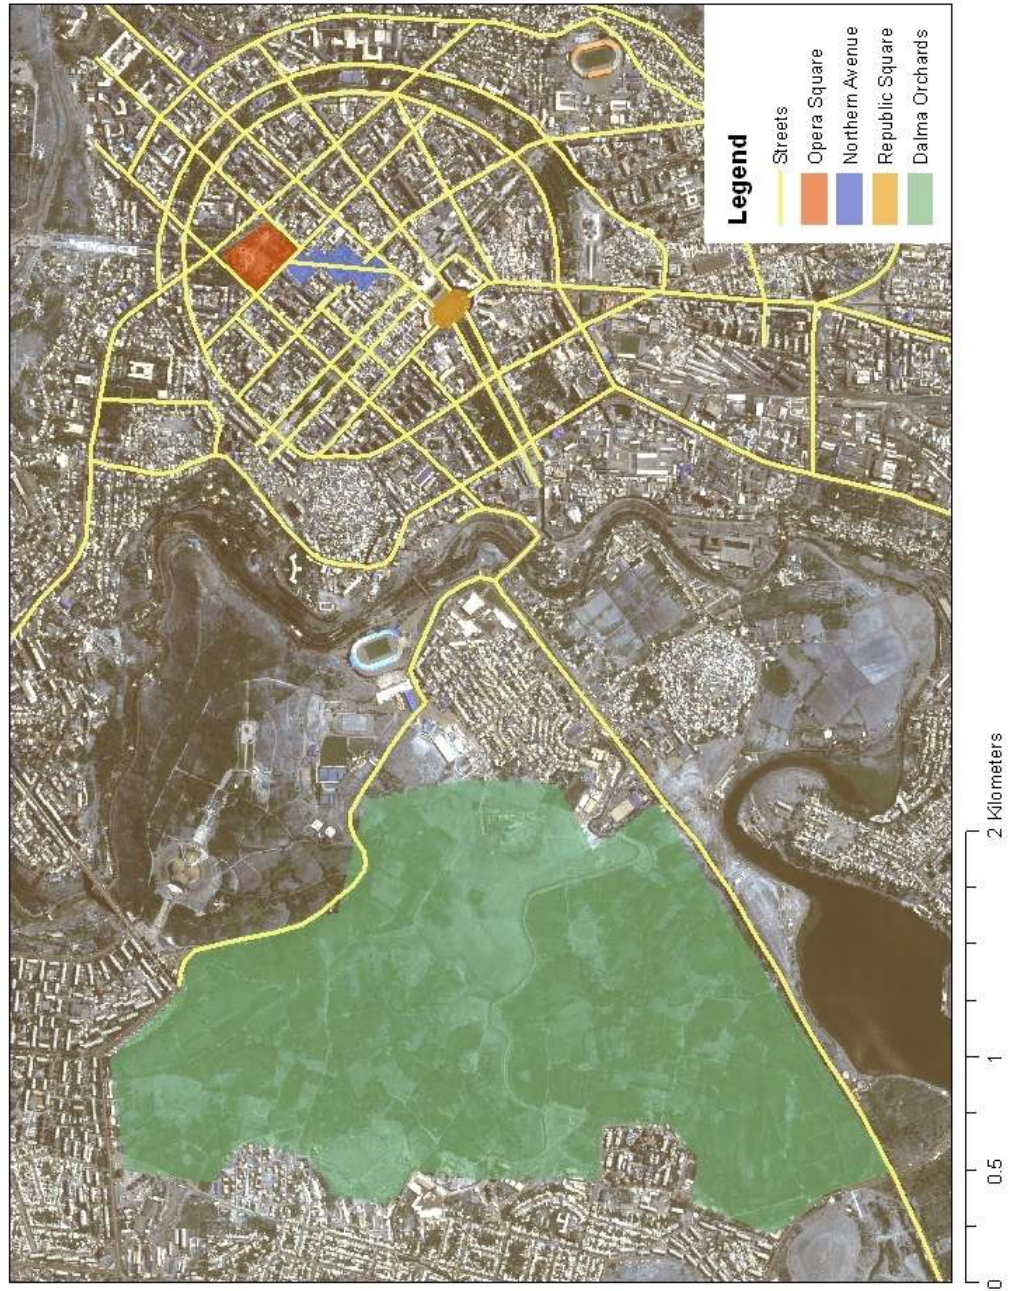 Legend
Streets
Opera Square
Northern Avenue
Republic Square
Dalma Orchards
0 0.5 1 2 Kilometers